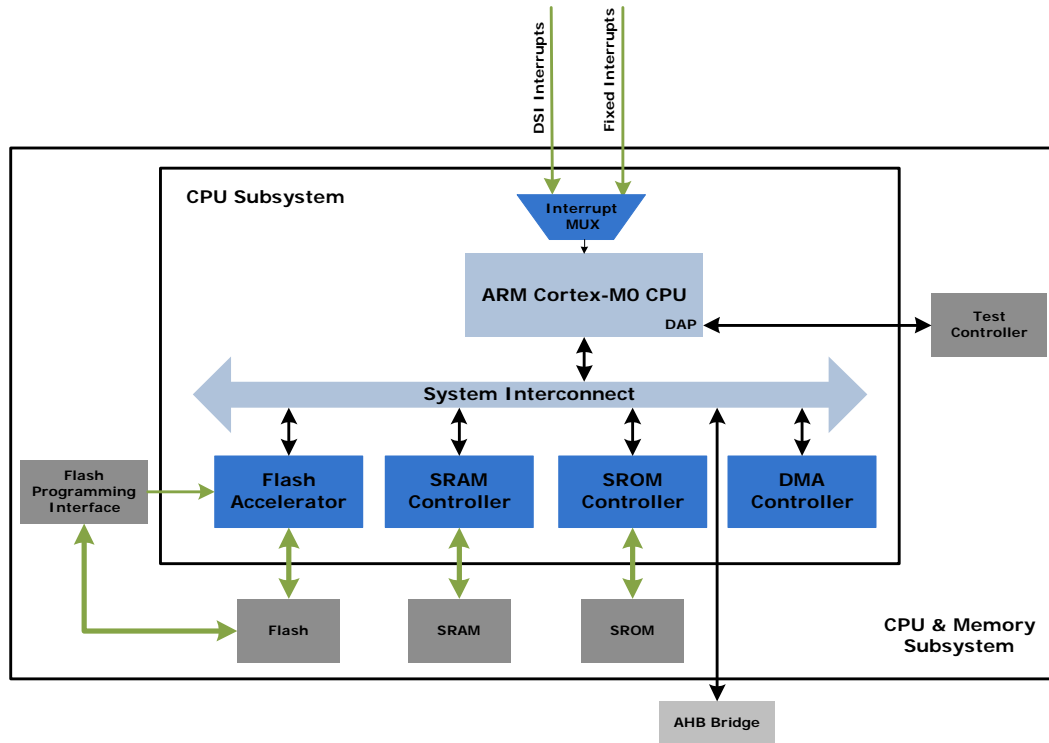 DSI Interrupts
Fixed Interrupts
CPU Subsystem
Interrupt
MUX
ARM Cortex-M0 CPU
DAP
Test
Controller
System Interconnect
Flash
Programming
Interface
Flash
Accelerator
SRAM
Controller
SROM
Controller
DMA
Controller
Flash
SRAM
SROM
CPU & Memory
Subsystem
AHB Bridge